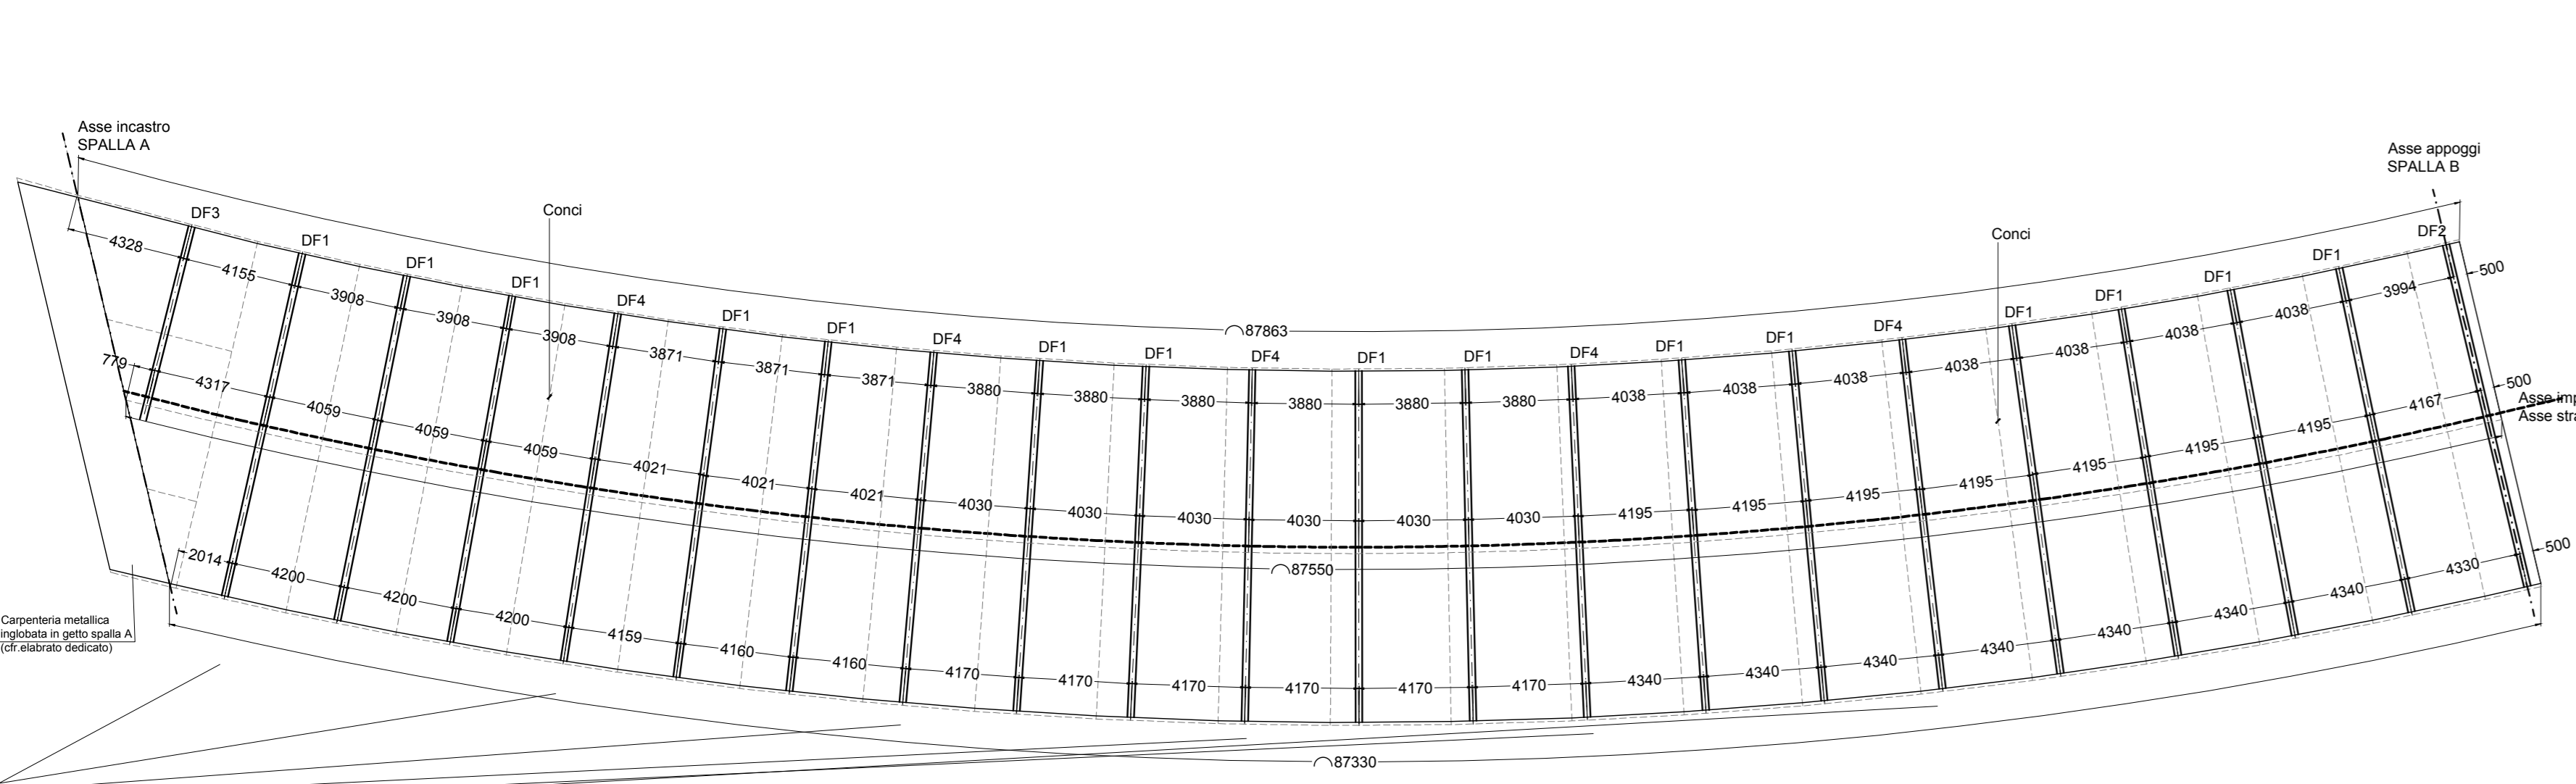 Asse incastro
SPALLA A
Asse appoggi
SPALLA B
Conci
Conci
DF3
DF1
DF1
DF1
DF4
DF1
DF1
DF4
DF1
DF1
DF4
DF1
DF1
DF4
DF1
DF1
DF4
DF1
DF1
DF1
DF1
DF2
87863
4328
4155
3908
3908
3908
3871
3871
3871
3880
3880
3880
3880
3880
3880
4038
4038
4038
4038
4038
4038
4038
3994
500
779
4317
4059
4059
4059
4021
4021
4021
4030
4030
4030
4030
4030
4030
4195
4195
4195
4195
4195
4195
4195
4167
500
Asse imp
Asse stra
87550
2014
4200
4200
4200
4159
4160
4160
4170
4170
4170
4170
4170
4170
4340
4340
4340
4340
4340
4340
4340
4330
500
87330
Carpenteria metallica
inglobata in getto spalla A
(cfr.elabrato dedicato)